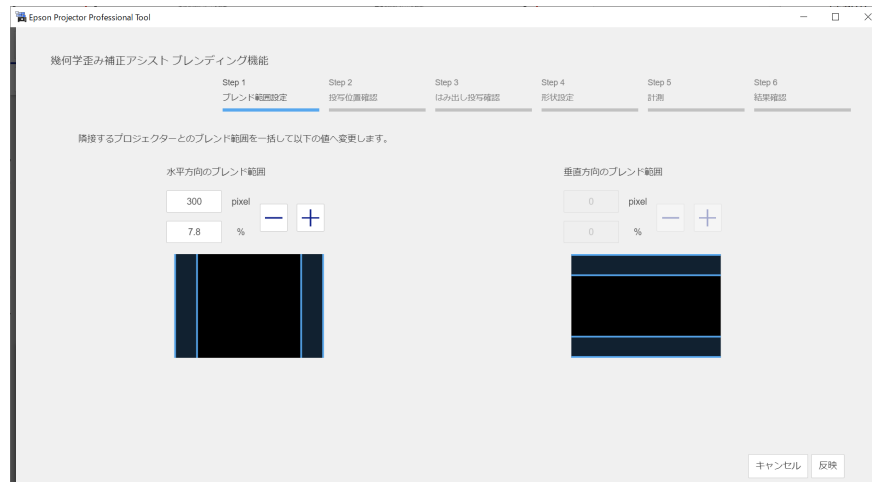 Epson Projector Professional Tool
幾何学歪み補正アシスト ブレンディング機能
Step 1 Step 2 Step 3 Step 4 Step 5 Step 6
ブレンド範囲設定 投写位置確認 はみ出し投写確認 形状設定 計測 結果確認
隣接するプロジェクターとのブレンド範囲を一括して以下の値へ変更します。
水平方向のブレンド範囲 垂直方向のブレンド範囲
300 pixel 0 pixel
7.8 % 0 %
キャンセル 反映